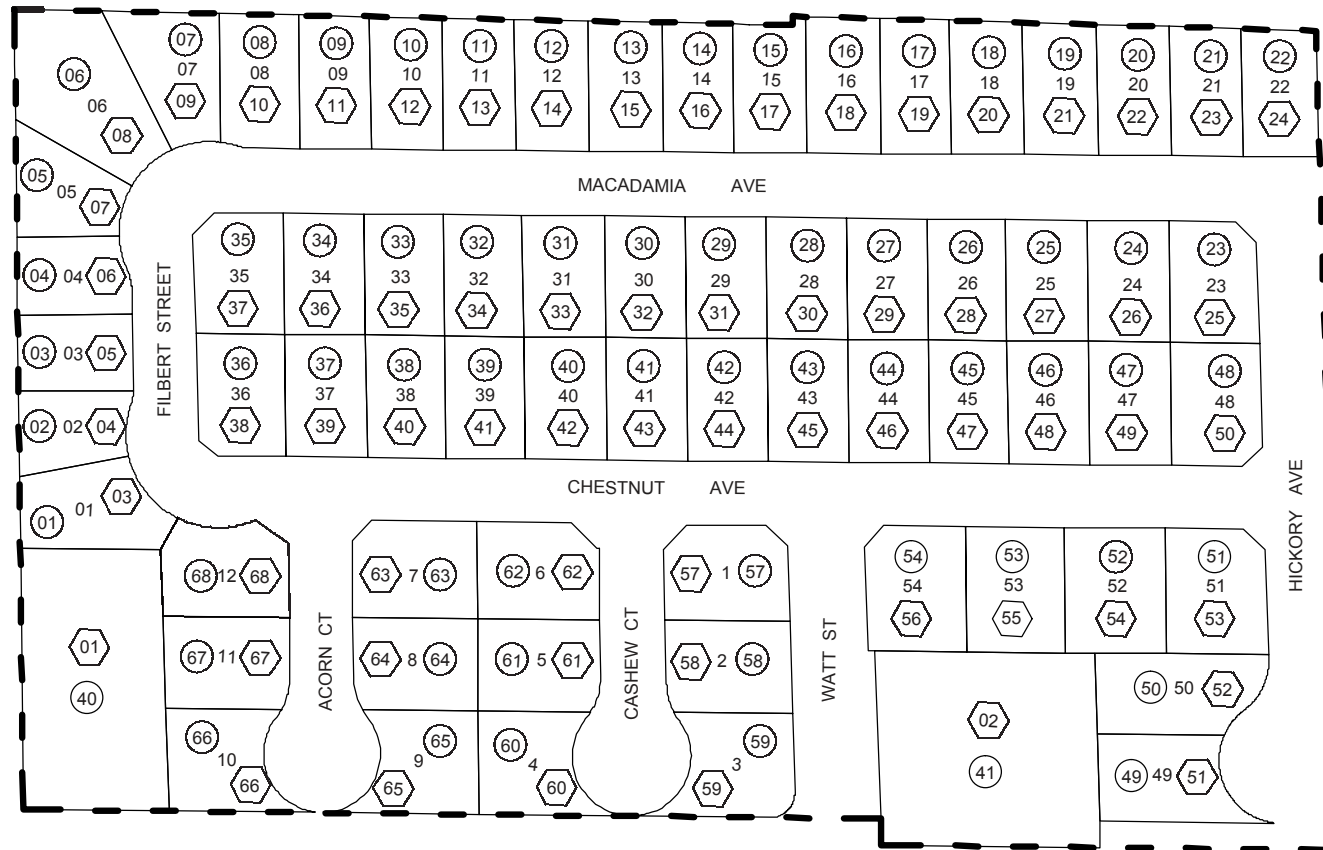 07 08 09 10 11 12 13 14 15 16 17 18 19 20 21 22
07 08 09 10 11 12 13 14 15 16 17 18 19 20 21 22
09 10 11 12 13 14 15 16 17 18 19 20 21 22 23 24
06
06
08
05
05
07
MACADAMIA AVE
04 04 06
03 03 05
02 02 04
01 01 03
FILBERT STREET
35 34 33 32 31 30 29 28 27 26 25 24 23
35 34 33 32 31 30 29 28 27 26 25 24 23
37 36 35 34 33 32 31 30 29 28 27 26 25
36 37 38 39 40 41 42 43 44 45 46 47 48
36 37 38 39 40 41 42 43 44 45 46 47 48
38 39 40 41 42 43 44 45 46 47 48 49 50
CHESTNUT AVE
HICKORY AVE
68 12 68
63 7 63
62 6 62
57 1 57
54 53 52 51
54 53 52 51
56 55 54 53
01
40
67 11 67
64 8 64
61 5 61
58 2 58
ACORN CT
CASHEW CT
WATT ST
66
10
66
65
9
65
60
4
60
59
3
59
02
41
50 50 52
49 49 51